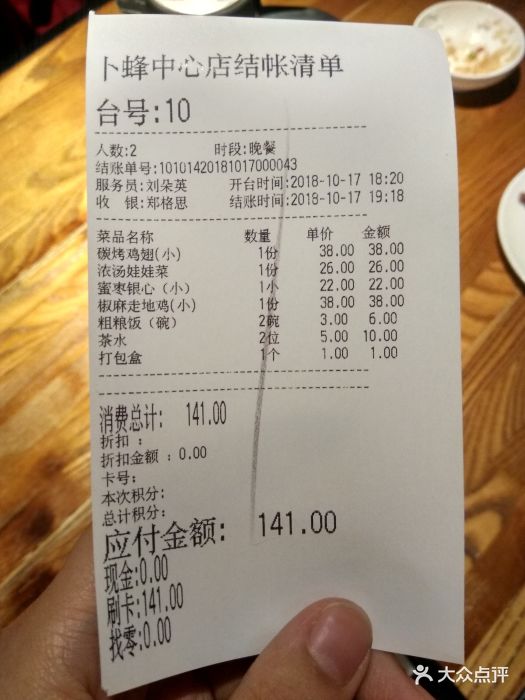 卜蜂中心店结帐清单
台号:10
人数:2 时段:晚餐
结账单号:10101420181017000043
服务员:刘朵英 开台时间:2018-10-17 18:20
收 银:郑格思 结账时间:2018-10-17 19:18
菜品名称 数量 单价 金额
碳烤鸡翅(小) 1份 38.00 38.00
浓汤娃娃菜 1份 26.00 26.00
蜜枣银心（小） 1小 22.00 22.00
椒麻走地鸡(小) 1份 38.00 38.00
粗粮饭（碗） 2碗 3.00 6.00
茶水 2位 5.00 10.00
打包盒 1个 1.00 1.00
消费总计: 141.00
折扣 :
折扣金额 :0.00
卡号:
本次积分:
总计积分:
应付金额: 141.00
现金:0.00
刷卡:141.00
找零:0.00
大众点评